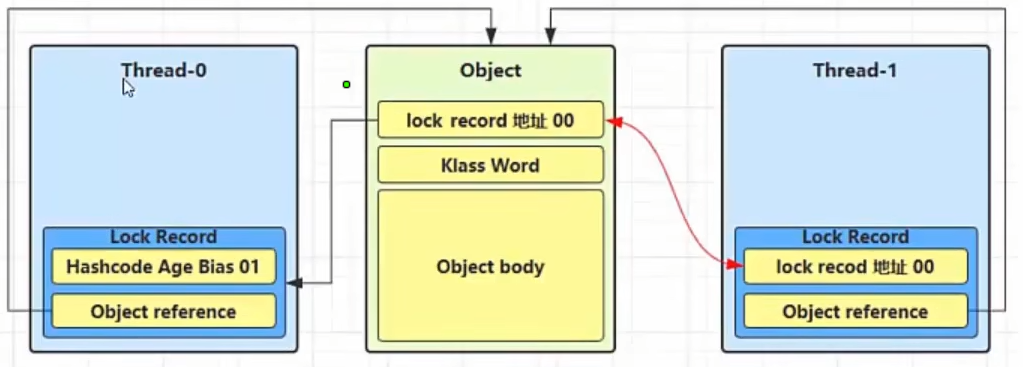 Thread-0
Lock Record
Hashcode Age Bias 01
Object reference
Object
lock record 地址 00
Klass Word
Object body
Thread-1
Lock Record
lock recod 地址 00
Object reference